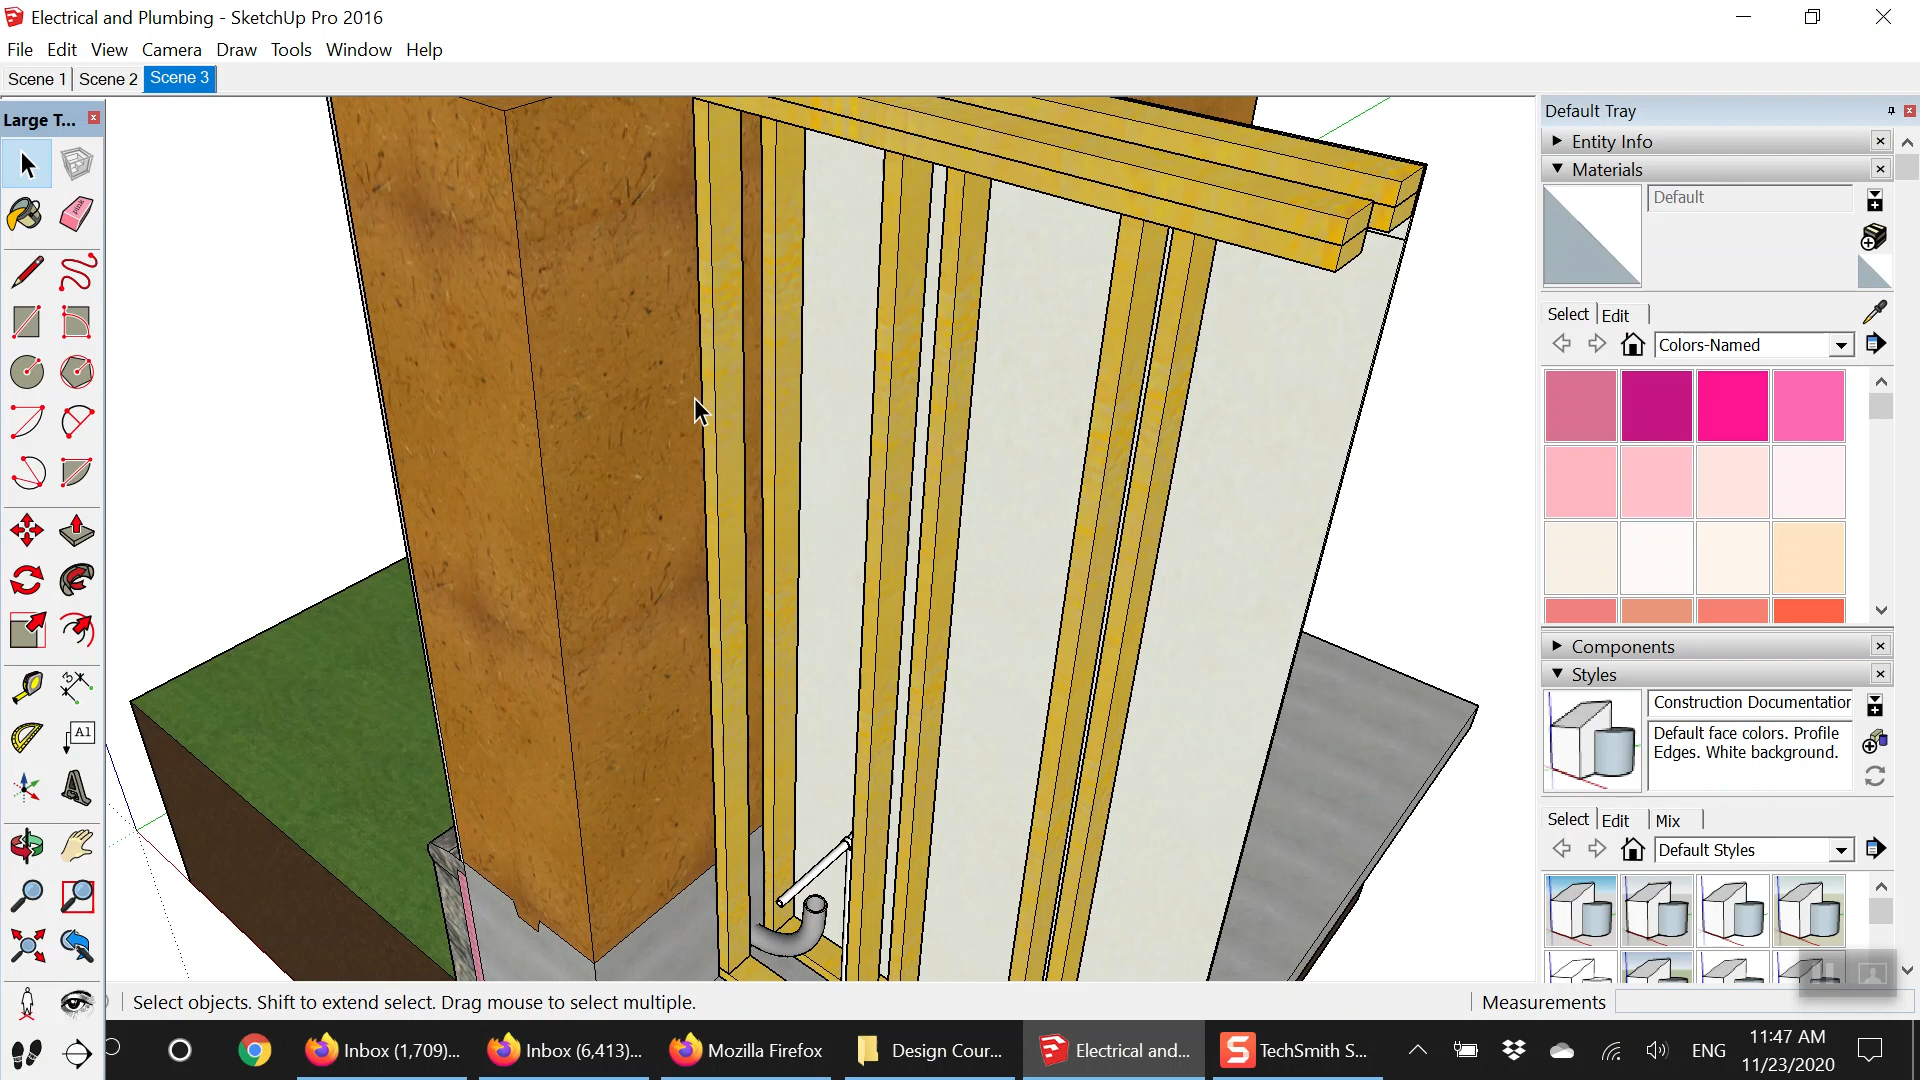 Electrical and Plumbing - SketchUp Pro 2016
File Edit View Camera Draw Tools Window Help
Scene 1 Scene 2 Scene 3
Large T...
Default Tray
Entity Info
Materials
Default
Select Edit
Colors-Named
Components
Styles
Construction Documentation
Default face colors. Profile
Edges. White background.
Select Edit Mix
Default Styles
Select objects. Shift to extend select. Drag mouse to select multiple.
Measurements
Inbox (1,709)...
Inbox (6,413)...
Mozilla Firefox
Design Cour...
Electrical and...
TechSmith S...
ENG
11:47 AM
11/23/2020